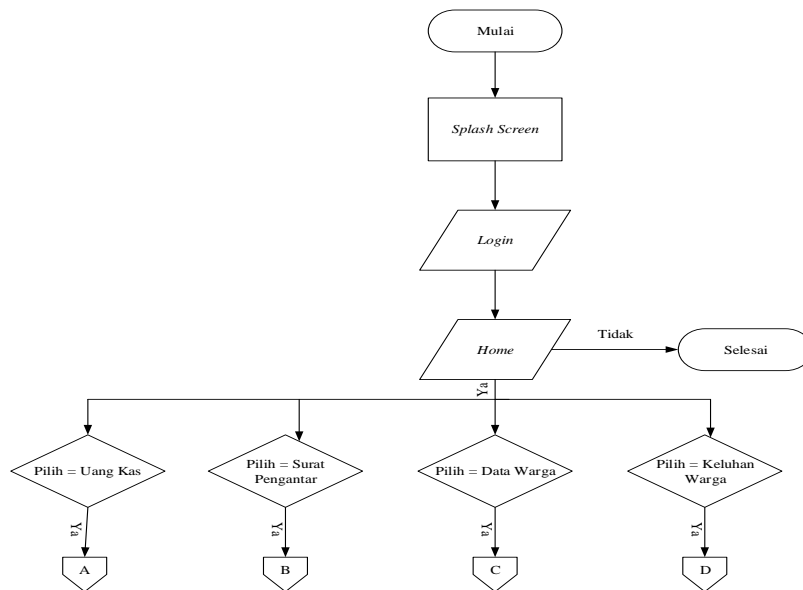 Mulai
Splash Screen
Login
Home
Tidak
Selesai
Ya
Pilih = Uang Kas
Pilih = Surat
Pengantar
Pilih = Data Warga
Pilih = Keluhan
Warga
Ya
Ya
Ya
Ya
A
B
C
D